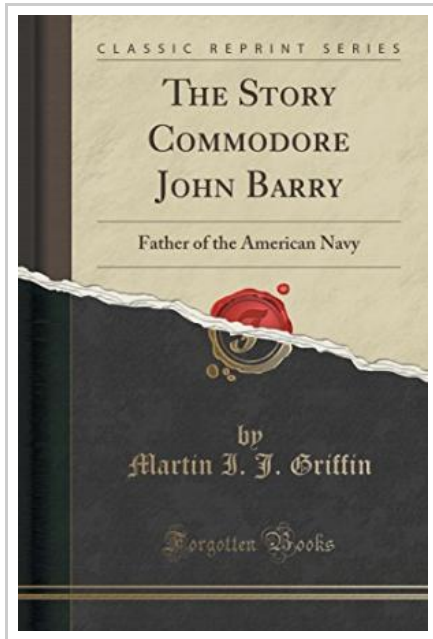 CLASSIC REPRINT SERIES
THE STORY
COMMODORE
JOHN BARRY
Father of the American Navy
by
Martin I. J. Griffin
Forgotten Books